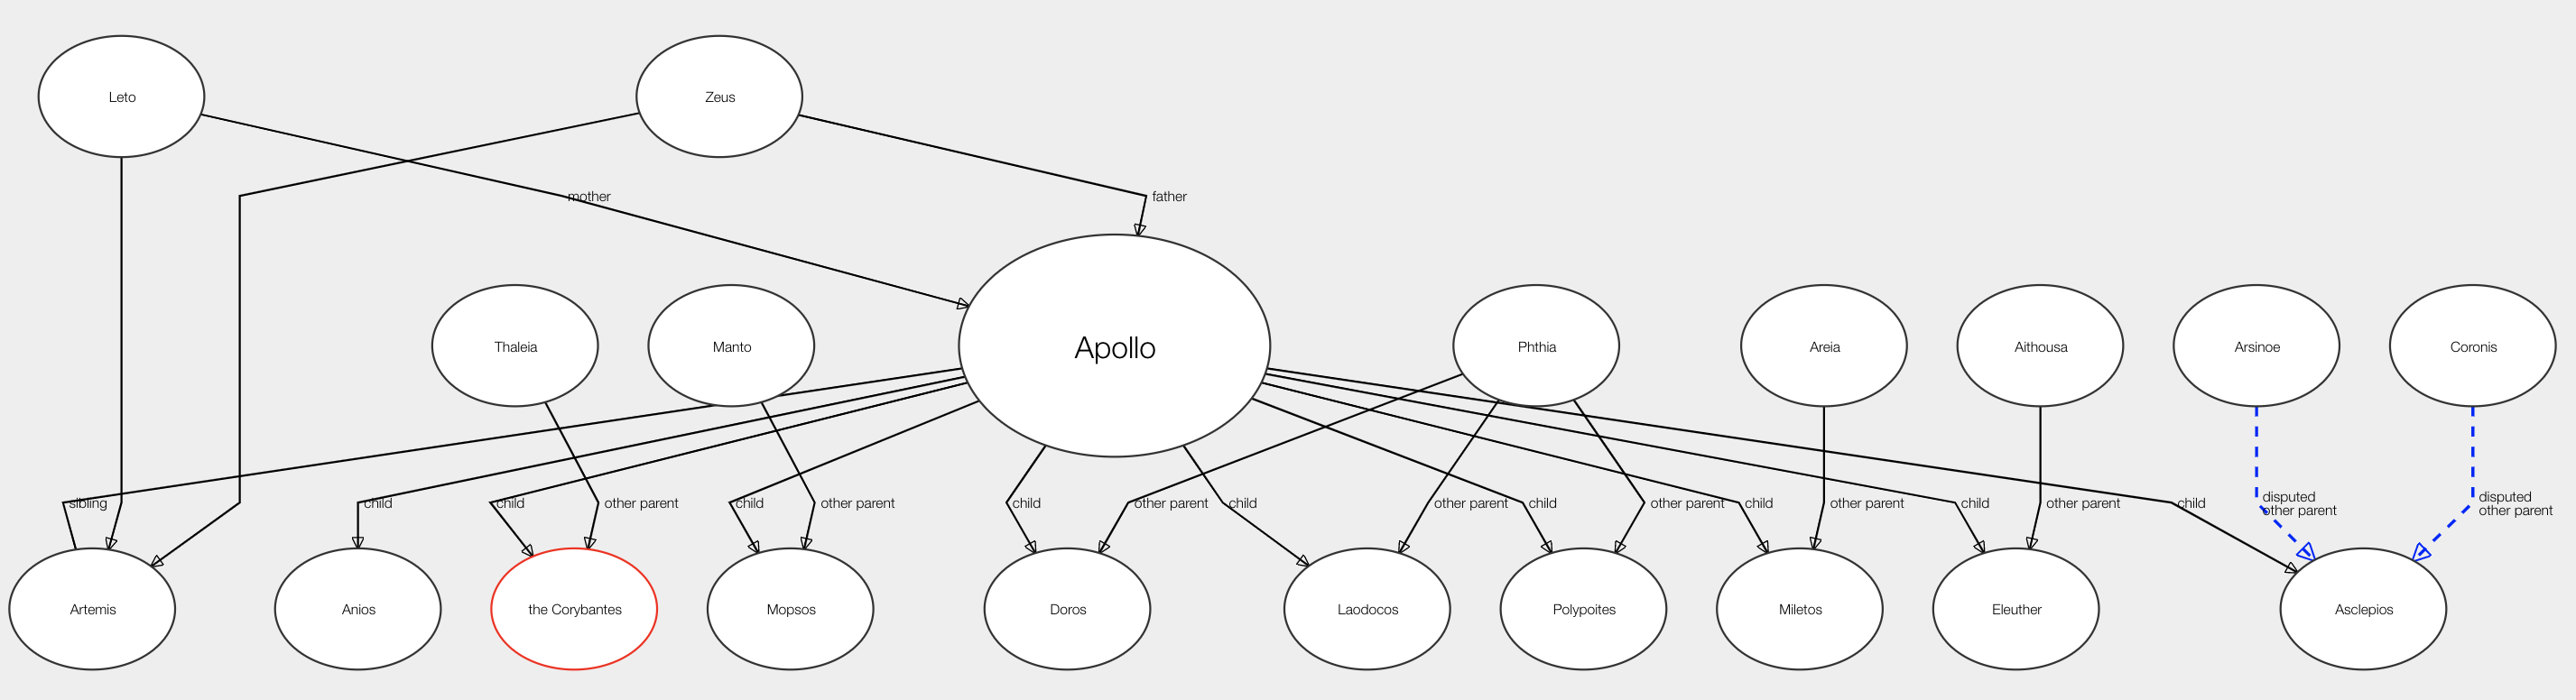 Leto
Zeus
mother
father
Thaleia
Manto
Apollo
Phthia
Areia
Aithousa
Arsinoe
Coronis
sibling
child
child
other parent
child
other parent
child
other parent
child
other parent
child
other parent
child
other parent
child
other parent
child
disputed
other parent
disputed
other parent
Artemis
Anios
the Corybantes
Mopsos
Doros
Laodocos
Polypoites
Miletos
Eleuther
Asclepios